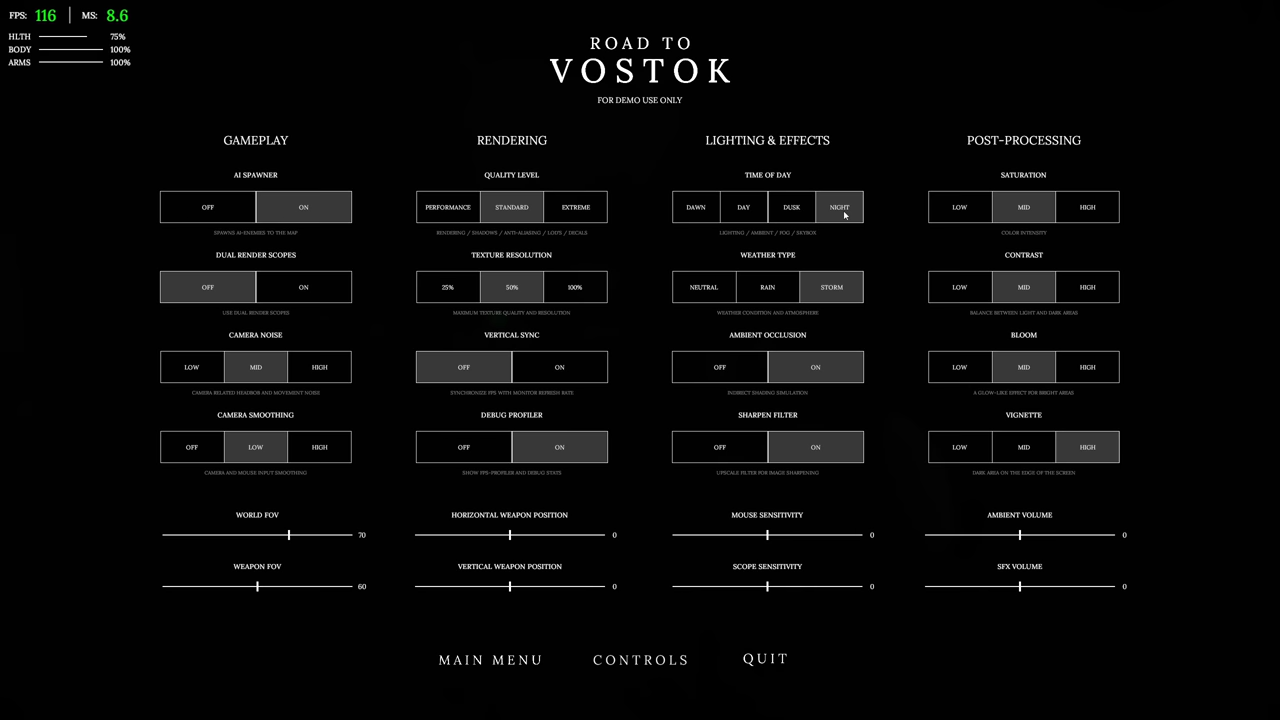 FPS: 116 | MS: 8.6
HLTH 75%
BODY 100%
ARMS 100%
ROAD TO
VOSTOK
FOR DEMO USE ONLY
GAMEPLAY
AI SPAWNER
OFF ON
SPAWNS AI-ENEMIES TO THE MAP
DUAL RENDER SCOPES
OFF ON
USE DUAL RENDER SCOPES
CAMERA NOISE
LOW MID HIGH
CAMERA RELATED HEADBOB AND MOVEMENT NOISE
CAMERA SMOOTHING
OFF LOW HIGH
CAMERA AND MOUSE INPUT SMOOTHING
WORLD FOV
70
WEAPON FOV
60
RENDERING
QUALITY LEVEL
PERFORMANCE STANDARD EXTREME
RENDERING / SHADOWS / ANTI-ALIASING / LODS / DECALS
TEXTURE RESOLUTION
25% 50% 100%
MAXIMUM TEXTURE QUALITY AND RESOLUTION
VERTICAL SYNC
OFF ON
SYNCHRONIZE FPS WITH MONITOR REFRESH RATE
DEBUG PROFILER
OFF ON
SHOW FPS-PROFILER AND DEBUG STATS
HORIZONTAL WEAPON POSITION
0
VERTICAL WEAPON POSITION
0
LIGHTING & EFFECTS
TIME OF DAY
DAWN DAY DUSK NIGHT
LIGHTING / AMBIENT / FOG / SKYBOX
WEATHER TYPE
NEUTRAL RAIN STORM
WEATHER CONDITION AND ATMOSPHERE
AMBIENT OCCLUSION
OFF ON
INDIRECT SHADING SIMULATION
SHARPEN FILTER
OFF ON
UPSCALE FILTER FOR IMAGE SHARPENING
MOUSE SENSITIVITY
0
SCOPE SENSITIVITY
0
POST-PROCESSING
SATURATION
LOW MID HIGH
COLOR INTENSITY
CONTRAST
LOW MID HIGH
BALANCE BETWEEN LIGHT AND DARK AREAS
BLOOM
LOW MID HIGH
A GLOW-LIKE EFFECT FOR BRIGHT AREAS
VIGNETTE
LOW MID HIGH
DARK AREA ON THE EDGE OF THE SCREEN
AMBIENT VOLUME
0
SFX VOLUME
0
MAIN MENU CONTROLS QUIT